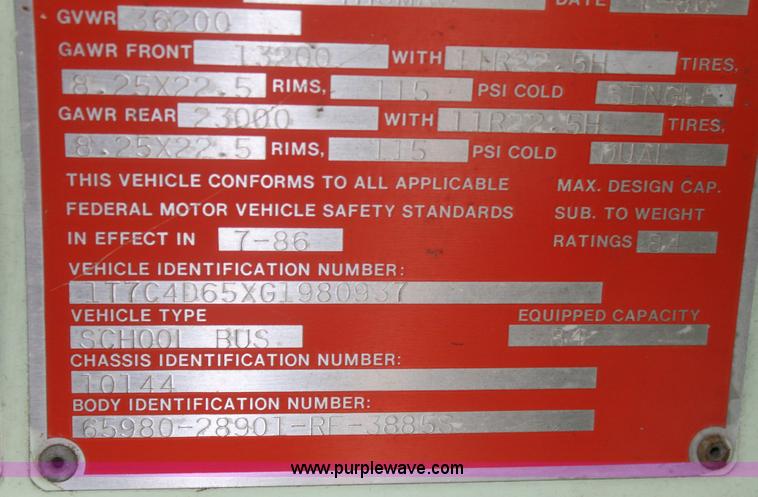 THOMAS DATE
GVWR 36200
GAWR FRONT 13200 WITH 11R22.5H TIRES,
8.25X22.5 RIMS, 115 PSI COLD SINGLE
GAWR REAR 23000 WITH 11R22.5H TIRES,
8.25X22.5 RIMS, 115 PSI COLD DUAL
THIS VEHICLE CONFORMS TO ALL APPLICABLE MAX. DESIGN CAP.
FEDERAL MOTOR VEHICLE SAFETY STANDARDS SUB. TO WEIGHT
IN EFFECT IN 7-86 RATINGS 84
VEHICLE IDENTIFICATION NUMBER:
1T7C4D65XG1980937
VEHICLE TYPE EQUIPPED CAPACITY
SCHOOL BUS 84
CHASSIS IDENTIFICATION NUMBER:
10144
BODY IDENTIFICATION NUMBER:
65980-28901-RE-3885S
www.purplewave.com